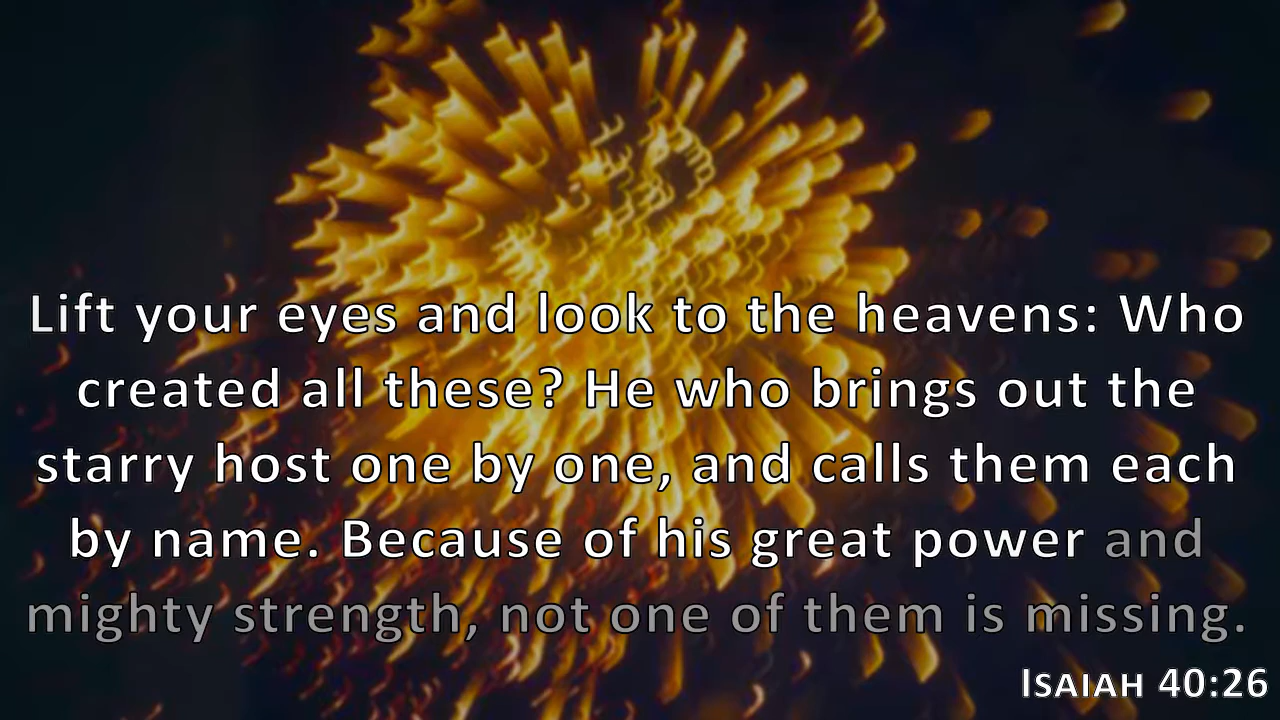 Lift your eyes and look to the heavens: Who
created all these? He who brings out the
starry host one by one, and calls them each
by name. Because of his great power and
mighty strength, not one of them is missing.
Isaiah 40:26